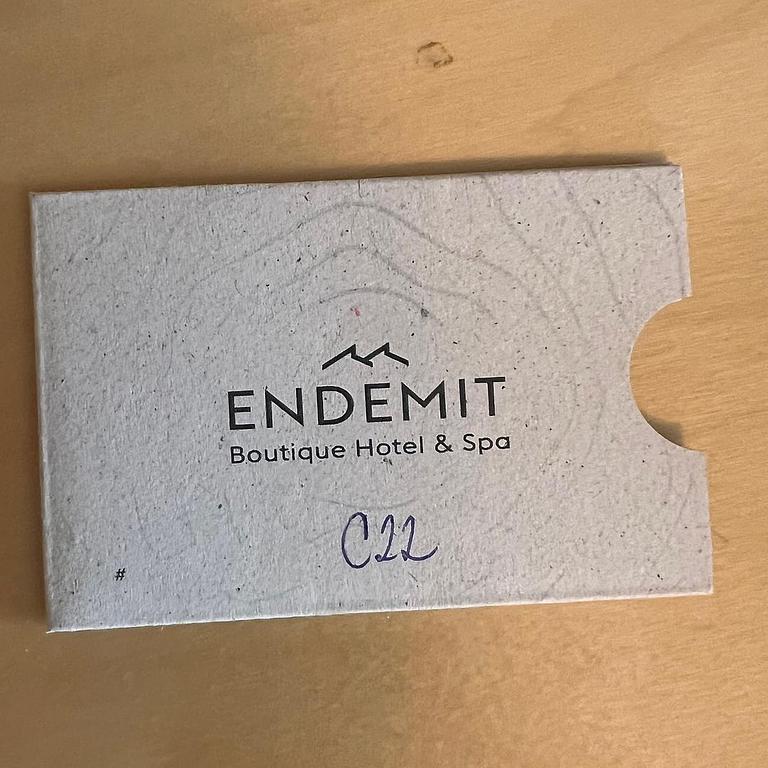 ENDEMIT
Boutique Hotel & Spa
C22
#